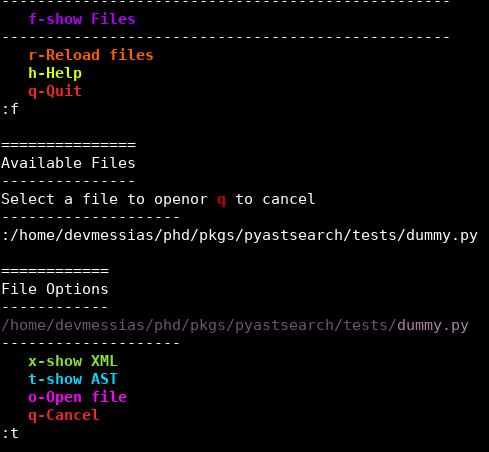 --------------------------------------------------
f-show Files
--------------------------------------------------
r-Reload files
h-Help
q-Quit
:f
===============
Available Files
---------------
Select a file to openor q to cancel
--------------------
:/home/devmessias/phd/pkgs/pyastsearch/tests/dummy.py
============
File Options
------------
/home/devmessias/phd/pkgs/pyastsearch/tests/dummy.py
--------------------
x-show XML
t-show AST
o-Open file
q-Cancel
:t